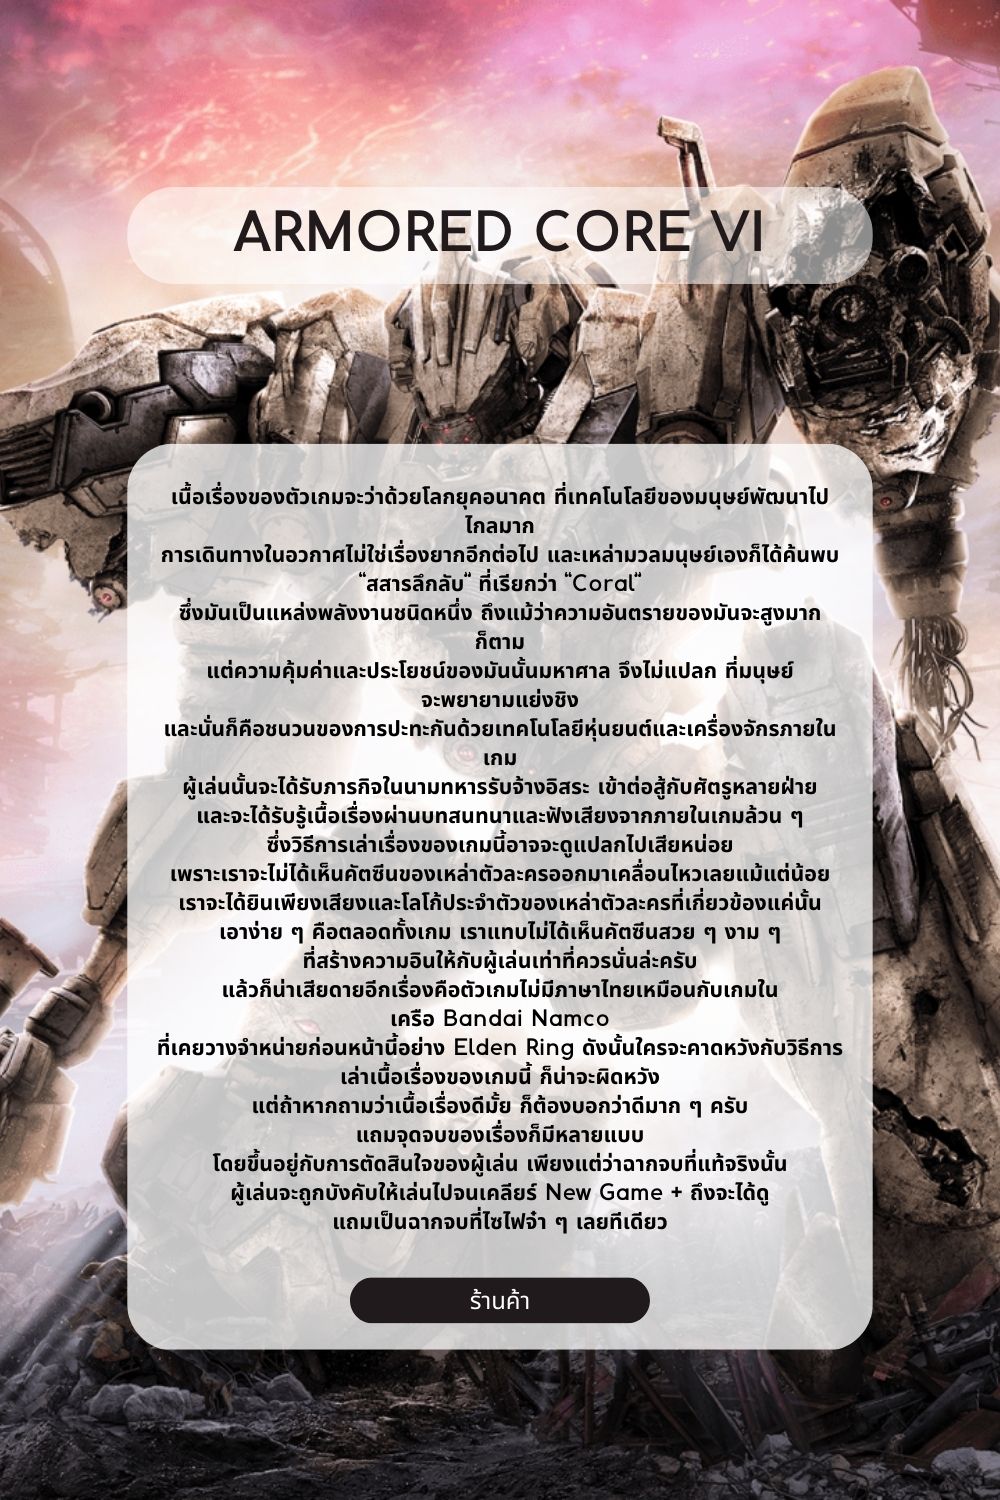 ARMORED CORE VI
เนื้อเรื่องของตัวเกมจะว่าด้วยโลกยุคอนาคต ที่เทคโนโลยีของมนุษย์พัฒนาไป
ไกลมาก
การเดินทางในอวกาศไม่ใช่เรื่องยากอีกต่อไป และเหล่ามวลมนุษย์เองก็ได้ค้นพบ
“สสารลึกลับ“ ที่เรียกว่า “Coral“
ซึ่งมันเป็นแหล่งพลังงานชนิดหนึ่ง ถึงแม้ว่าความอันตรายของมันจะสูงมาก
ก็ตาม
แต่ความคุ้มค่าและประโยชน์ของมันนั้นมหาศาล จึงไม่แปลก ที่มนุษย์
จะพยายามแย่งชิง
และนั่นก็คือชนวนของการปะทะกันด้วยเทคโนโลยีหุ่นยนต์และเครื่องจักรภายใน
เกม
ผู้เล่นนั้นจะได้รับภารกิจในนามทหารรับจ้างอิสระ เข้าต่อสู้กับศัตรูหลายฝ่าย
และจะได้รับรู้เนื้อเรื่องผ่านบทสนทนาและฟังเสียงจากภายในเกมล้วน ๆ
ซึ่งวิธีการเล่าเรื่องของเกมนี้อาจจะดูแปลกไปเสียหน่อย
เพราะเราจะไม่ได้เห็นคัตซีนของเหล่าตัวละครออกมาเคลื่อนไหวเลยแม้แต่น้อย
เราจะได้ยินเพียงเสียงและโลโก้ประจำตัวของเหล่าตัวละครที่เกี่ยวข้องแค่นั้น
เอาง่าย ๆ คือตลอดทั้งเกม เราแทบไม่ได้เห็นคัตซีนสวย ๆ งาม ๆ
ที่สร้างความอินให้กับผู้เล่นเท่าที่ควรนั่นล่ะครับ
แล้วก็น่าเสียดายอีกเรื่องคือตัวเกมไม่มีภาษาไทยเหมือนกับเกมใน
เครือ Bandai Namco
ที่เคยวางจำหน่ายก่อนหน้านี้อย่าง Elden Ring ดังนั้นใครจะคาดหวังกับวิธีการ
เล่าเนื้อเรื่องของเกมนี้ ก็น่าจะผิดหวัง
แต่ถ้าหากถามว่าเนื้อเรื่องดีมั้ย ก็ต้องบอกว่าดีมาก ๆ ครับ
แถมจุดจบของเรื่องก็มีหลายแบบ
โดยขึ้นอยู่กับการตัดสินใจของผู้เล่น เพียงแต่ว่าฉากจบที่แท้จริงนั้น
ผู้เล่นจะถูกบังคับให้เล่นไปจนเคลียร์ New Game + ถึงจะได้ดู
แถมเป็นฉากจบที่ไซไฟจ๋า ๆ เลยทีเดียว
ร้านค้า